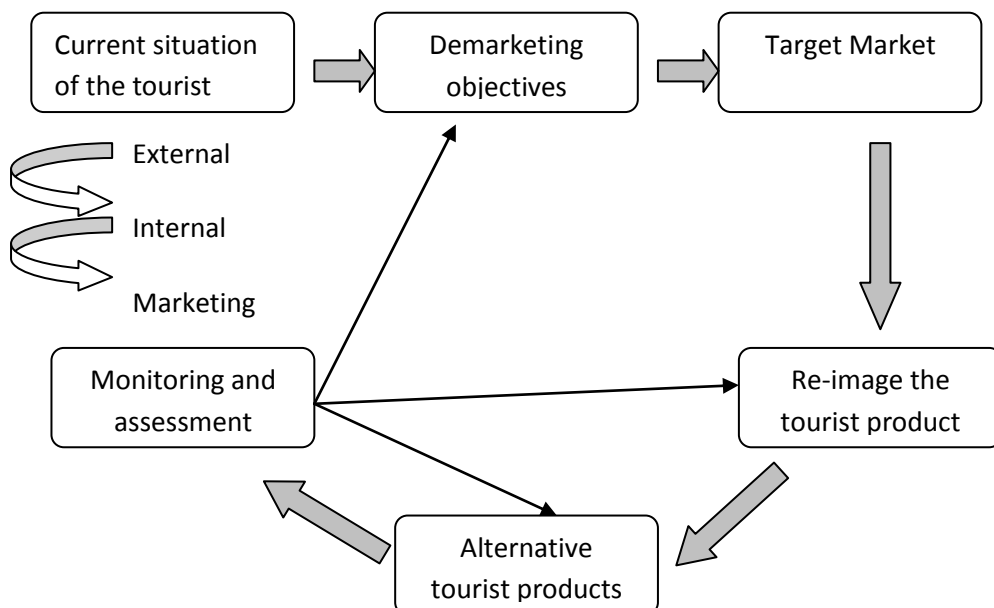 Current situation
of the tourist
Demarketing
objectives
Target Market
External
Internal
Marketing
Monitoring and
assessment
Re-image the
tourist product
Alternative
tourist products